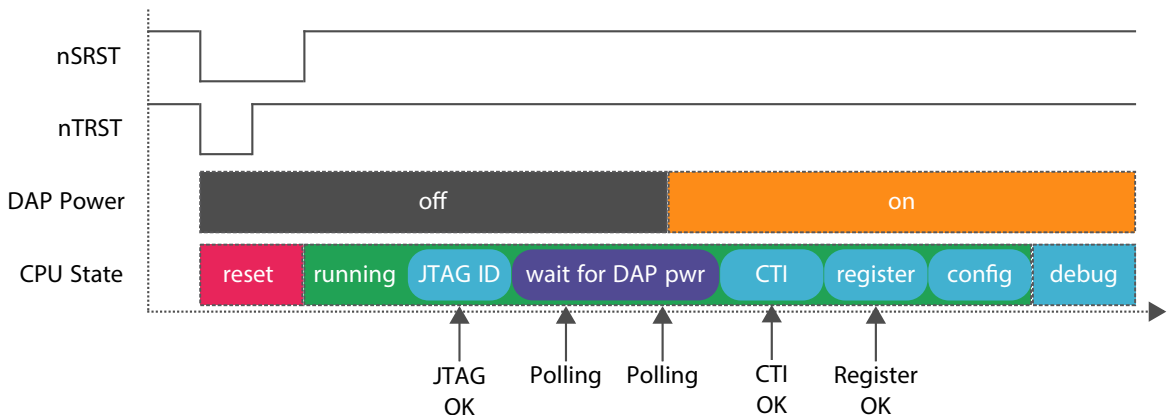 nSRST
nTRST
DAP Power
off
on
CPU State
reset
running
JTAG ID
wait for DAP pwr
CTI
register
config
debug
JTAG
OK
Polling
Polling
CTI
OK
Register
OK